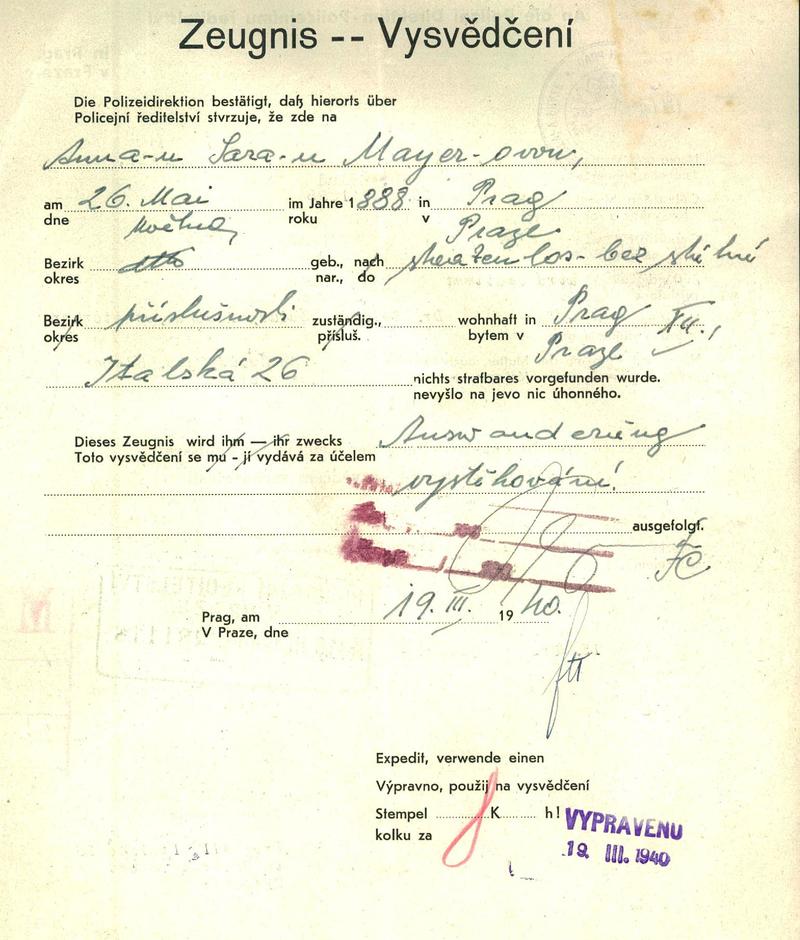 Zeugnis -- Vysvědčení
Die Polizeidirektion bestätigt, daß hierorts über
Policejní ředitelství stvrzuje, že zde na
Anna-u Sara-u Mayer-ovou,
am 26. Mai im Jahre 1888 in Prag
dne května roku v Praze
Bezirk dtto geb., nach staatenlos - bez státní
okres nar., do
Bezirk příslušnosti zuständig., wohnhaft in Prag XII.,
okres přísluš. bytem v Praze
Italská 26 nichts strafbares vorgefunden wurde.
nevyšlo na jevo nic úhonného.
Dieses Zeugnis wird ihm — ihr zwecks Auswanderung
Toto vysvědčení se mu - jí vydává za účelem
vystěhování!
ausgefolgt.
Prag, am 19. III. 1940.
V Praze, dne
Expedit, verwende einen
Výpravno, použij na vysvědčení
Stempel K h!
kolku za
VYPRAVENU
19. III. 1940